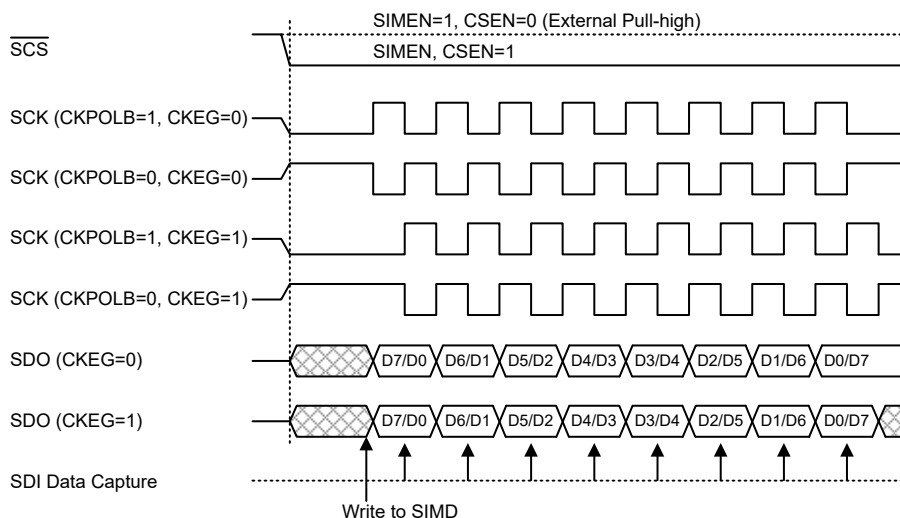 SIMEN=1, CSEN=0 (External Pull-high)
SCS
SIMEN, CSEN=1
SCK (CKPOLB=1, CKEG=0)
SCK (CKPOLB=0, CKEG=0)
SCK (CKPOLB=1, CKEG=1)
SCK (CKPOLB=0, CKEG=1)
SDO (CKEG=0) D7/D0 D6/D1 D5/D2 D4/D3 D3/D4 D2/D5 D1/D6 D0/D7
SDO (CKEG=1) D7/D0 D6/D1 D5/D2 D4/D3 D3/D4 D2/D5 D1/D6 D0/D7
SDI Data Capture
Write to SIMD